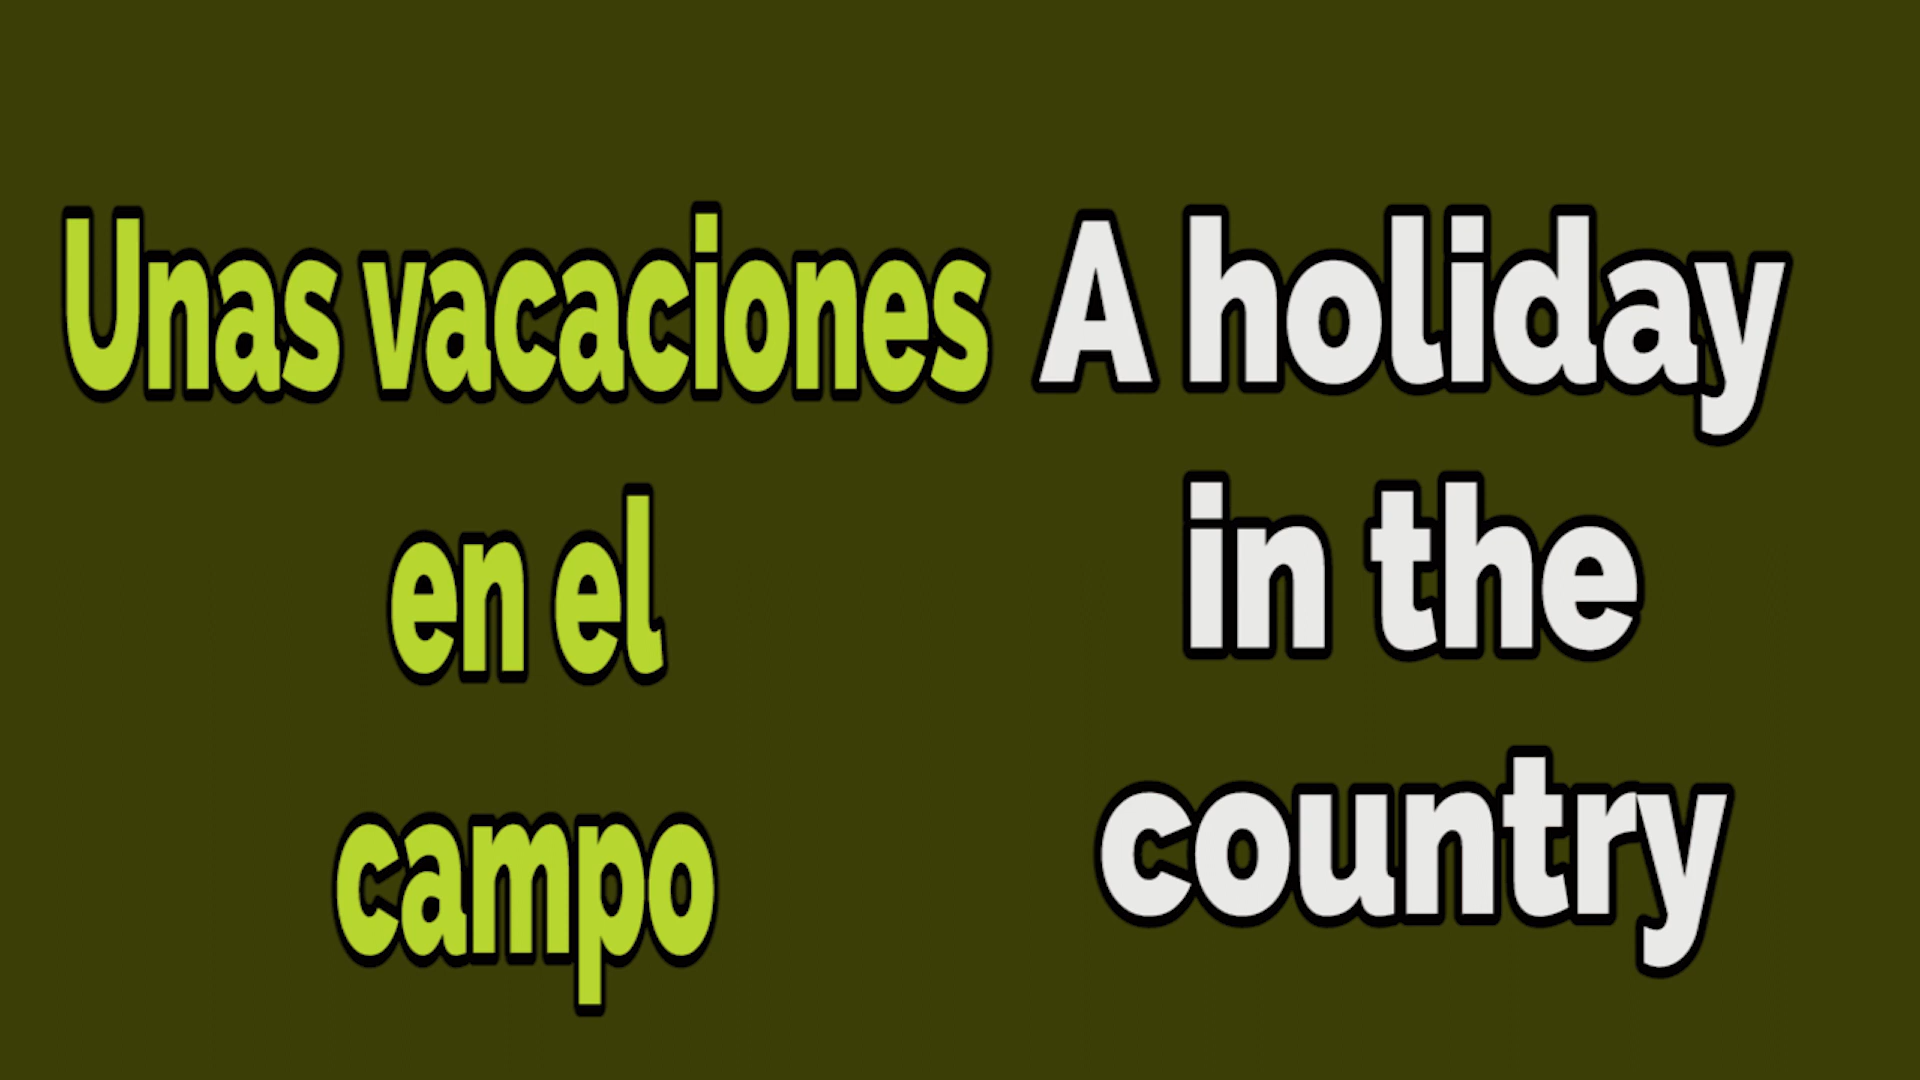 Unas vacaciones
en el
campo
A holiday
in the
country